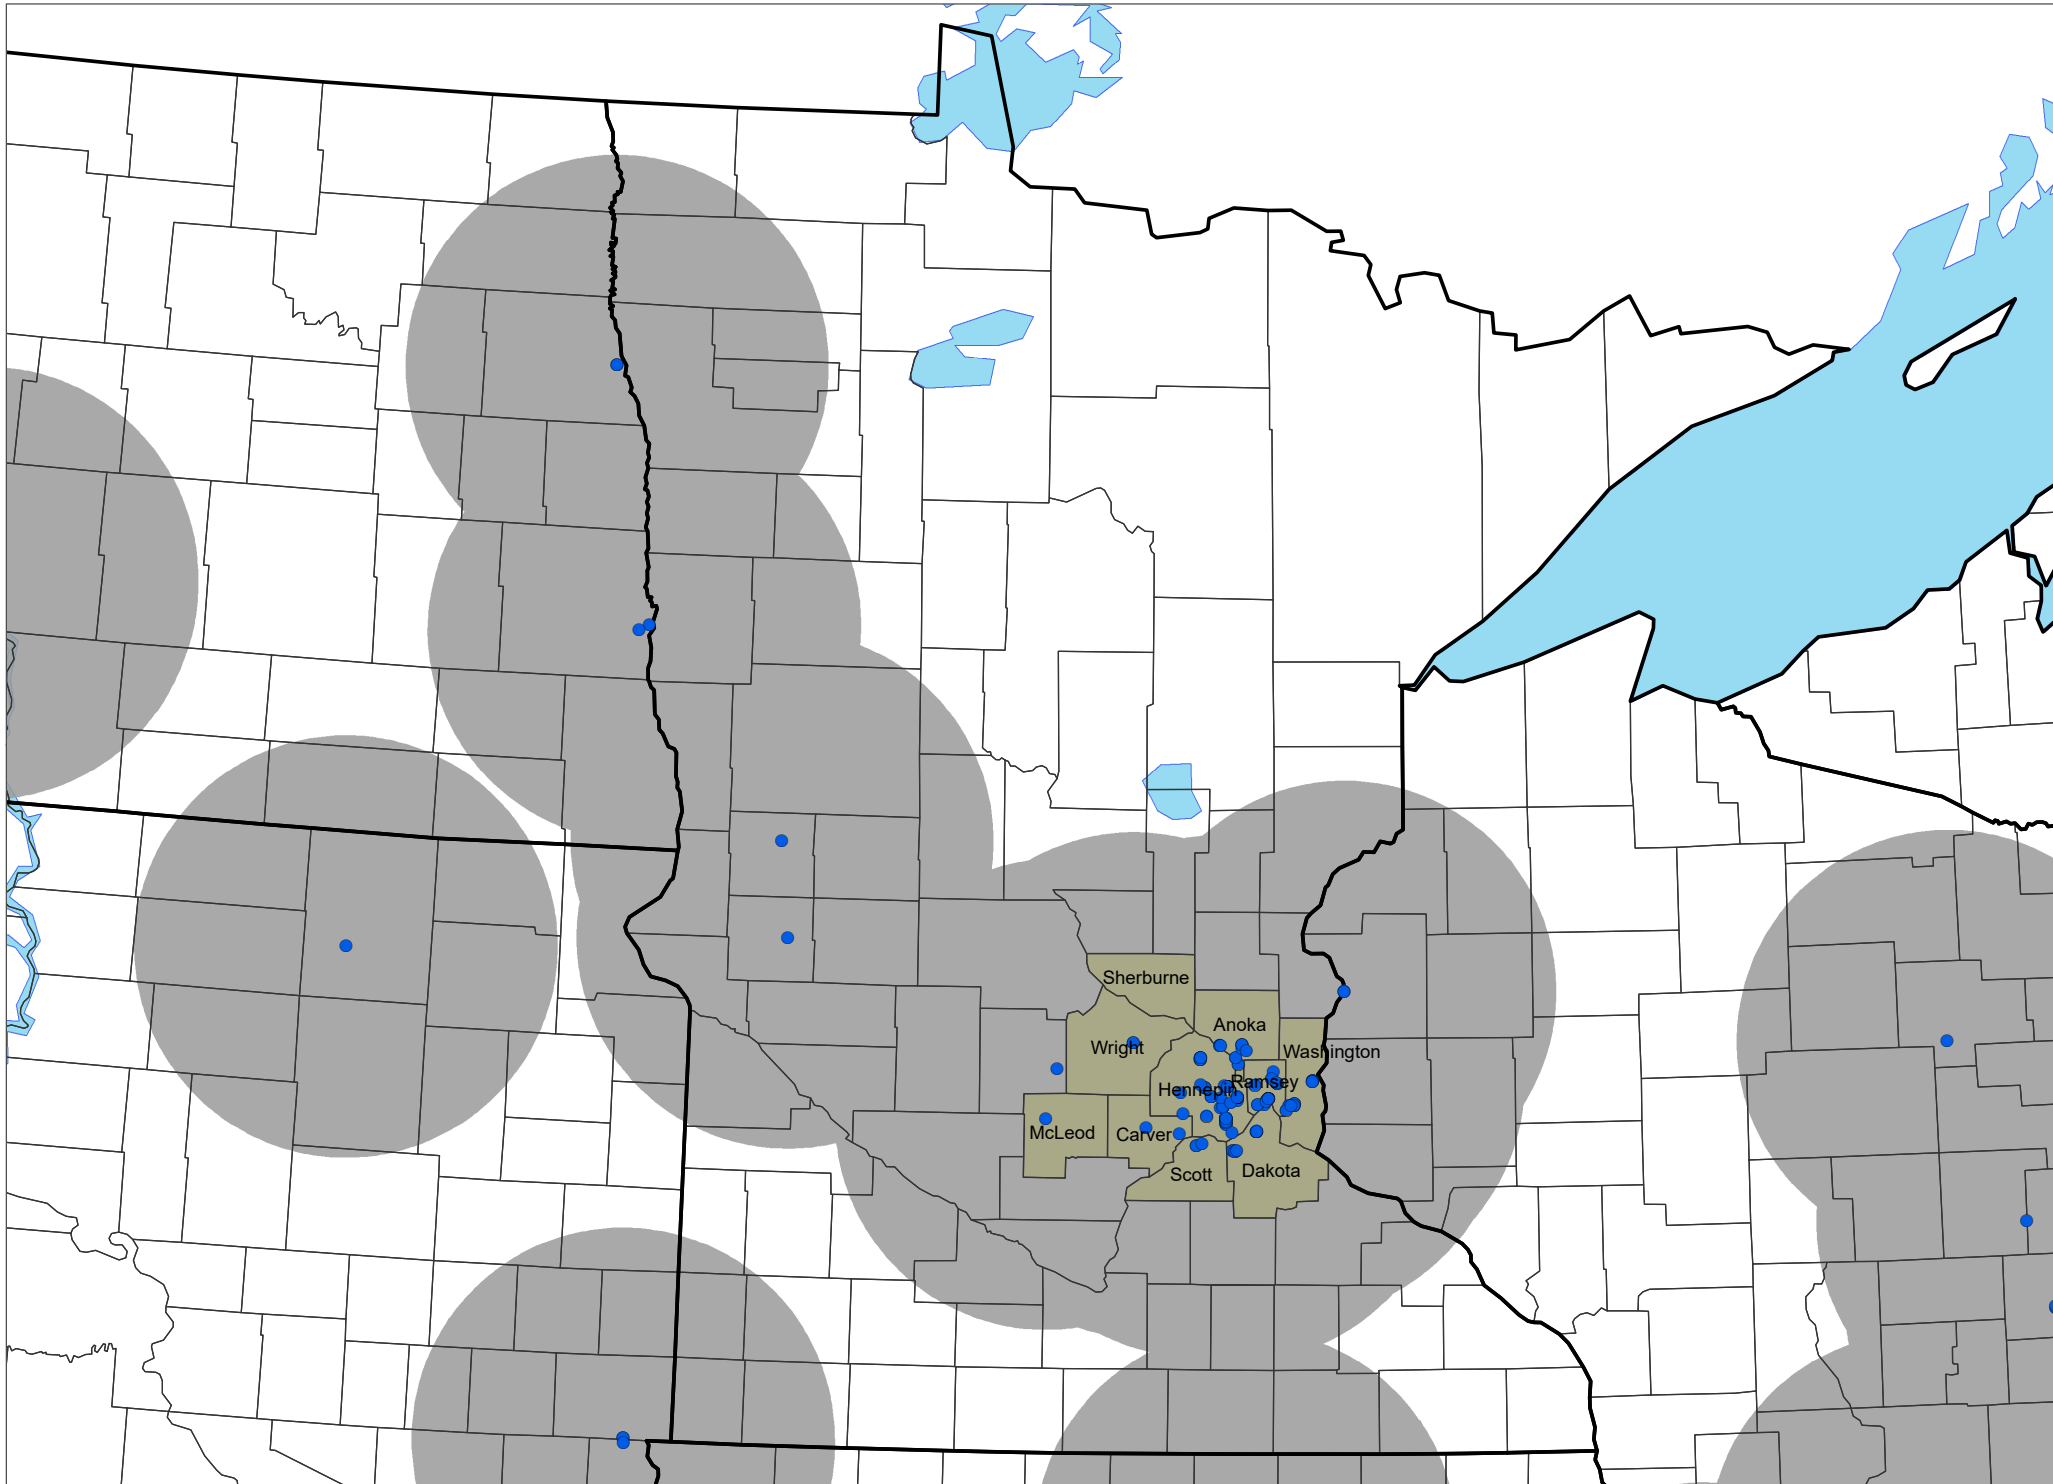 Sherburne
Anoka
Wright
Washington
Ramsey
Hennepin
McLeod
Carver
Scott
Dakota